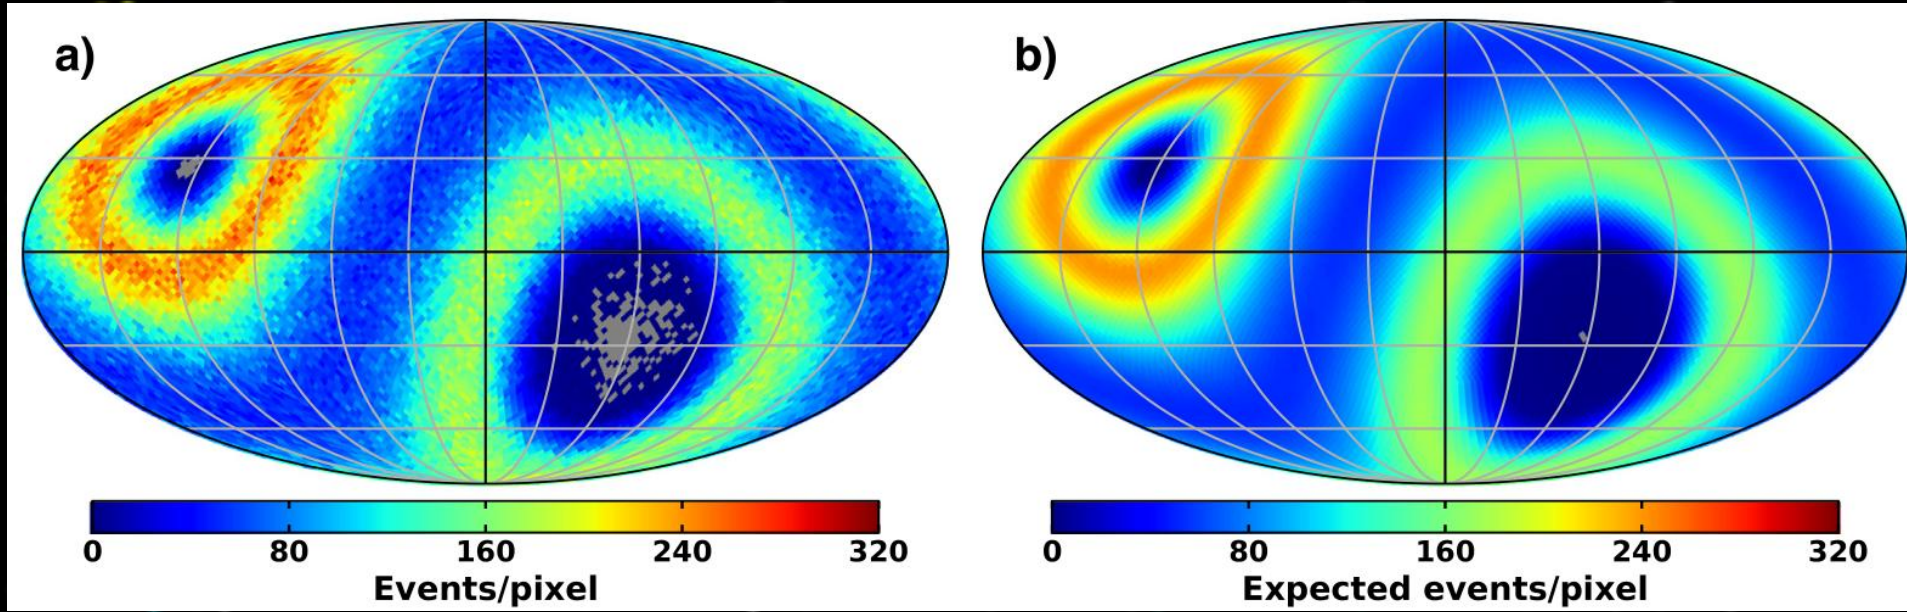 a)
b)
0 80 160 240 320
Events/pixel
0 80 160 240 320
Expected events/pixel